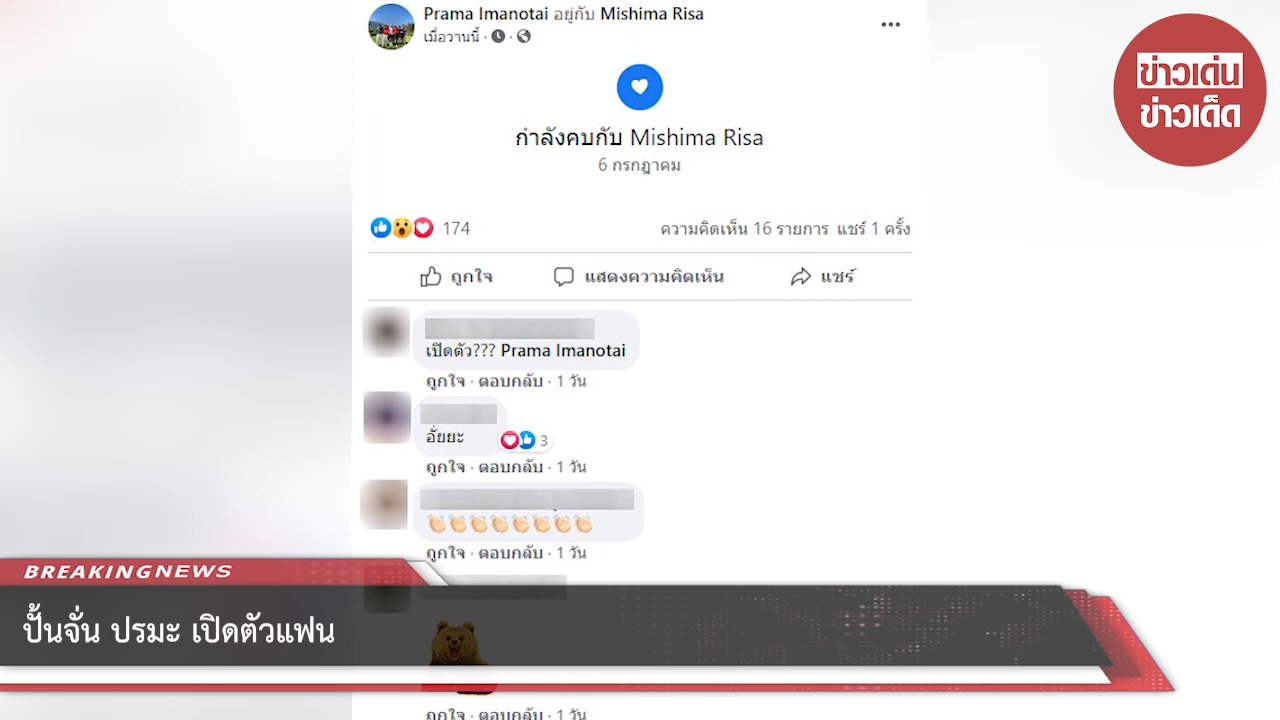 Prama Imanotai อยู่กับ Mishima Risa
เมื่อวานนี้ · ·
ข่าวเด่น
ข่าวเด็ด
กำลังคบกับ Mishima Risa
6 กรกฎาคม
174
ความคิดเห็น 16 รายการ แชร์ 1 ครั้ง
ถูกใจ แสดงความคิดเห็น แชร์
เปิดตัว??? Prama Imanotai
ถูกใจ · ตอบกลับ · 1 วัน
อั่ยยะ
3
ถูกใจ · ตอบกลับ · 1 วัน
👏🏻👏🏻👏🏻👏🏻👏🏻👏🏻👏🏻👏🏻
ถูกใจ · ตอบกลับ · 1 วัน
BREAKINGNEWS
ปั้นจั่น ปรมะ เปิดตัวแฟน
ถูกใจ · ตอบกลับ · 1 วัน